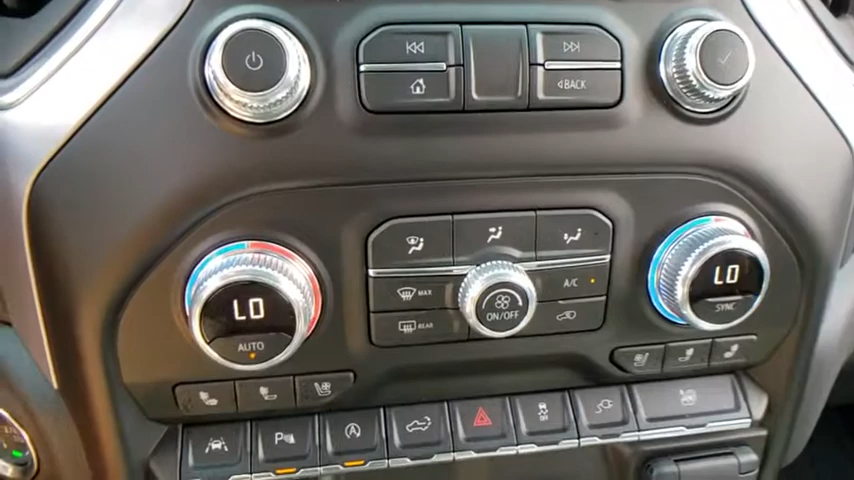 BACK
MAX
A/C
LO
REAR
ON/OFF
LO
AUTO
SYNC